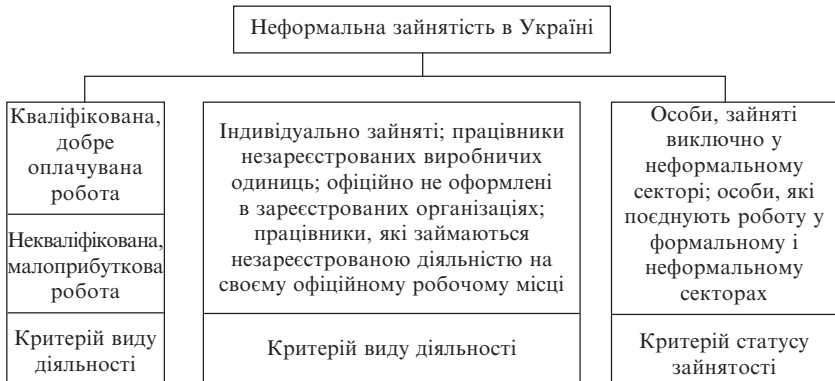 Неформальна зайнятість в Україні
Кваліфікована,
добре
оплачувана
робота
Некваліфікована,
малоприбуткова
робота
Критерій виду
діяльності
Індивідуально зайняті; працівники
незареєстрованих виробничих
одиниць; офіційно не оформлені
в зареєстрованих організаціях;
працівники, які займаються
незареєстрованою діяльністю на
своєму офіційному робочому місці
Критерій виду діяльності
Особи, зайняті
виключно у
неформальному
секторі; особи, які
поєднують роботу у
формальному і
неформальному
секторах
Критерій статусу
зайнятості